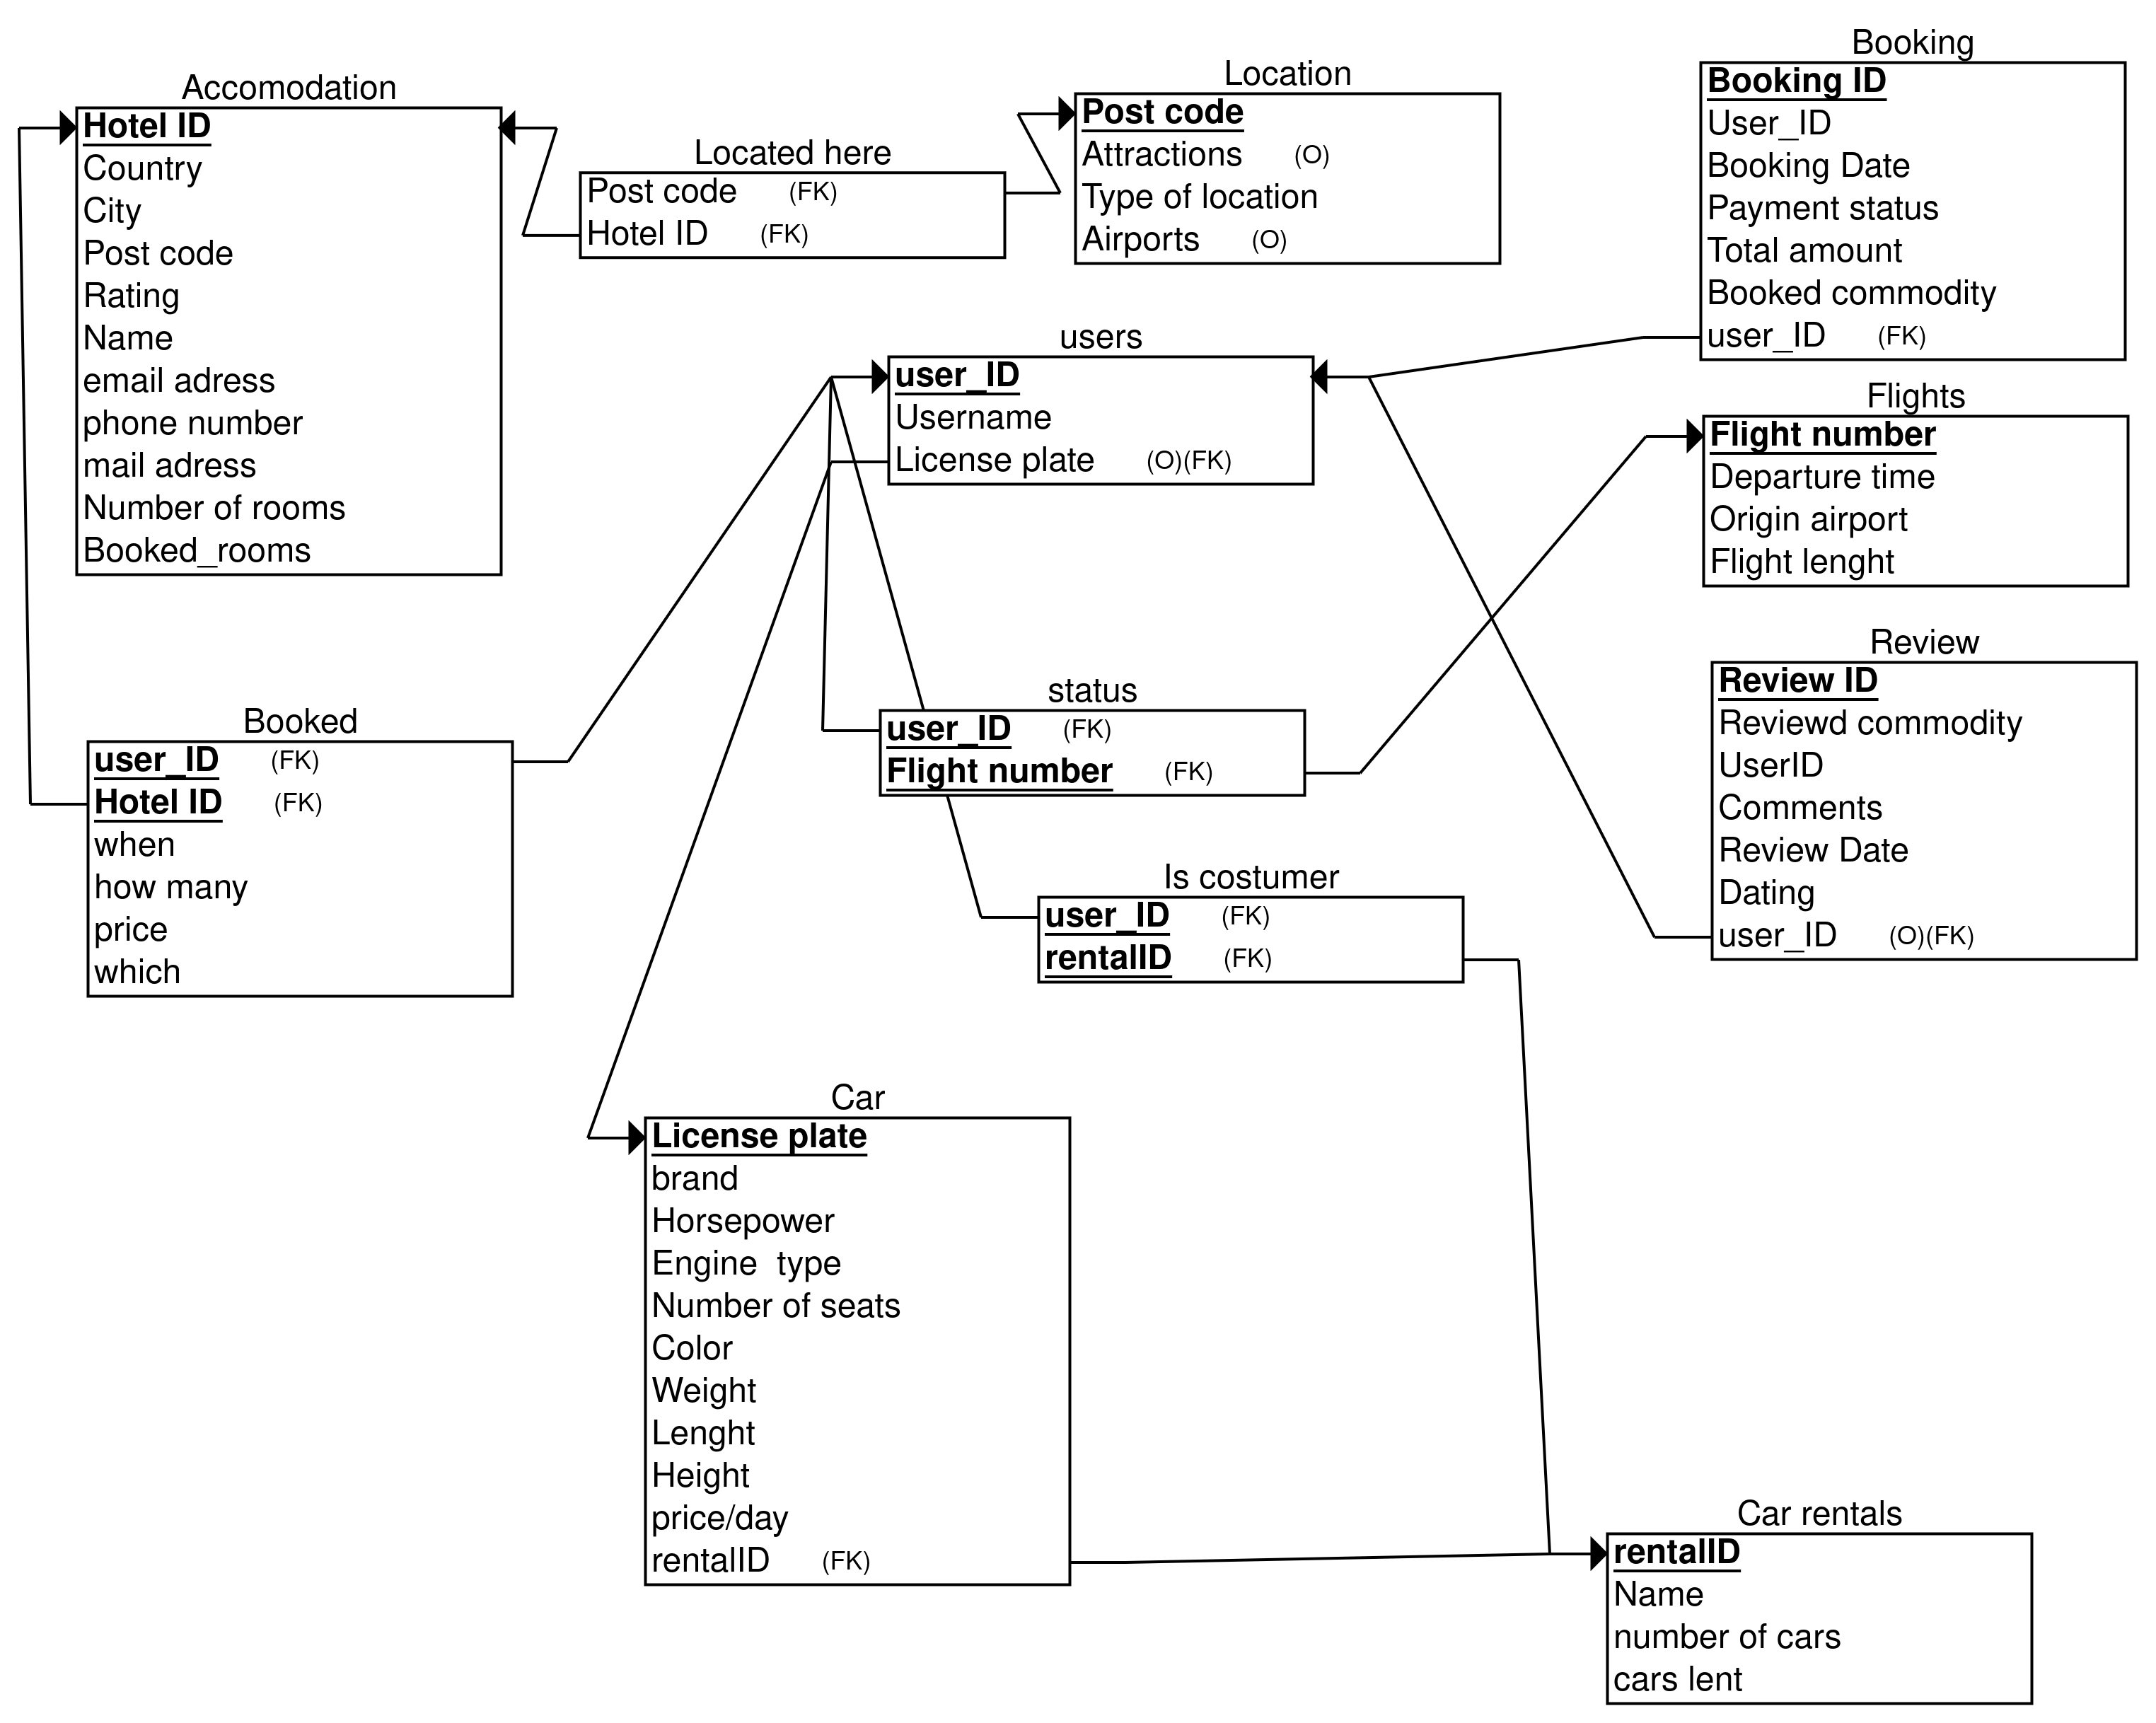 Accomodation
Hotel ID
Country
City
Post code
Rating
Name
email adress
phone number
mail adress
Number of rooms
Booked_rooms
Located here
Post code (FK)
Hotel ID (FK)
Location
Post code
Attractions (O)
Type of location
Airports (O)
Booking
Booking ID
User_ID
Booking Date
Payment status
Total amount
Booked commodity
user_ID (FK)
users
user_ID
Username
License plate (O)(FK)
Flights
Flight number
Departure time
Origin airport
Flight lenght
Review
Review ID
Reviewd commodity
UserID
Comments
Review Date
Dating
user_ID (O)(FK)
Booked
user_ID (FK)
Hotel ID (FK)
when
how many
price
which
status
user_ID (FK)
Flight number (FK)
Is costumer
user_ID (FK)
rentalID (FK)
Car
License plate
brand
Horsepower
Engine  type
Number of seats
Color
Weight
Lenght
Height
price/day
rentalID (FK)
Car rentals
rentalID
Name
number of cars
cars lent